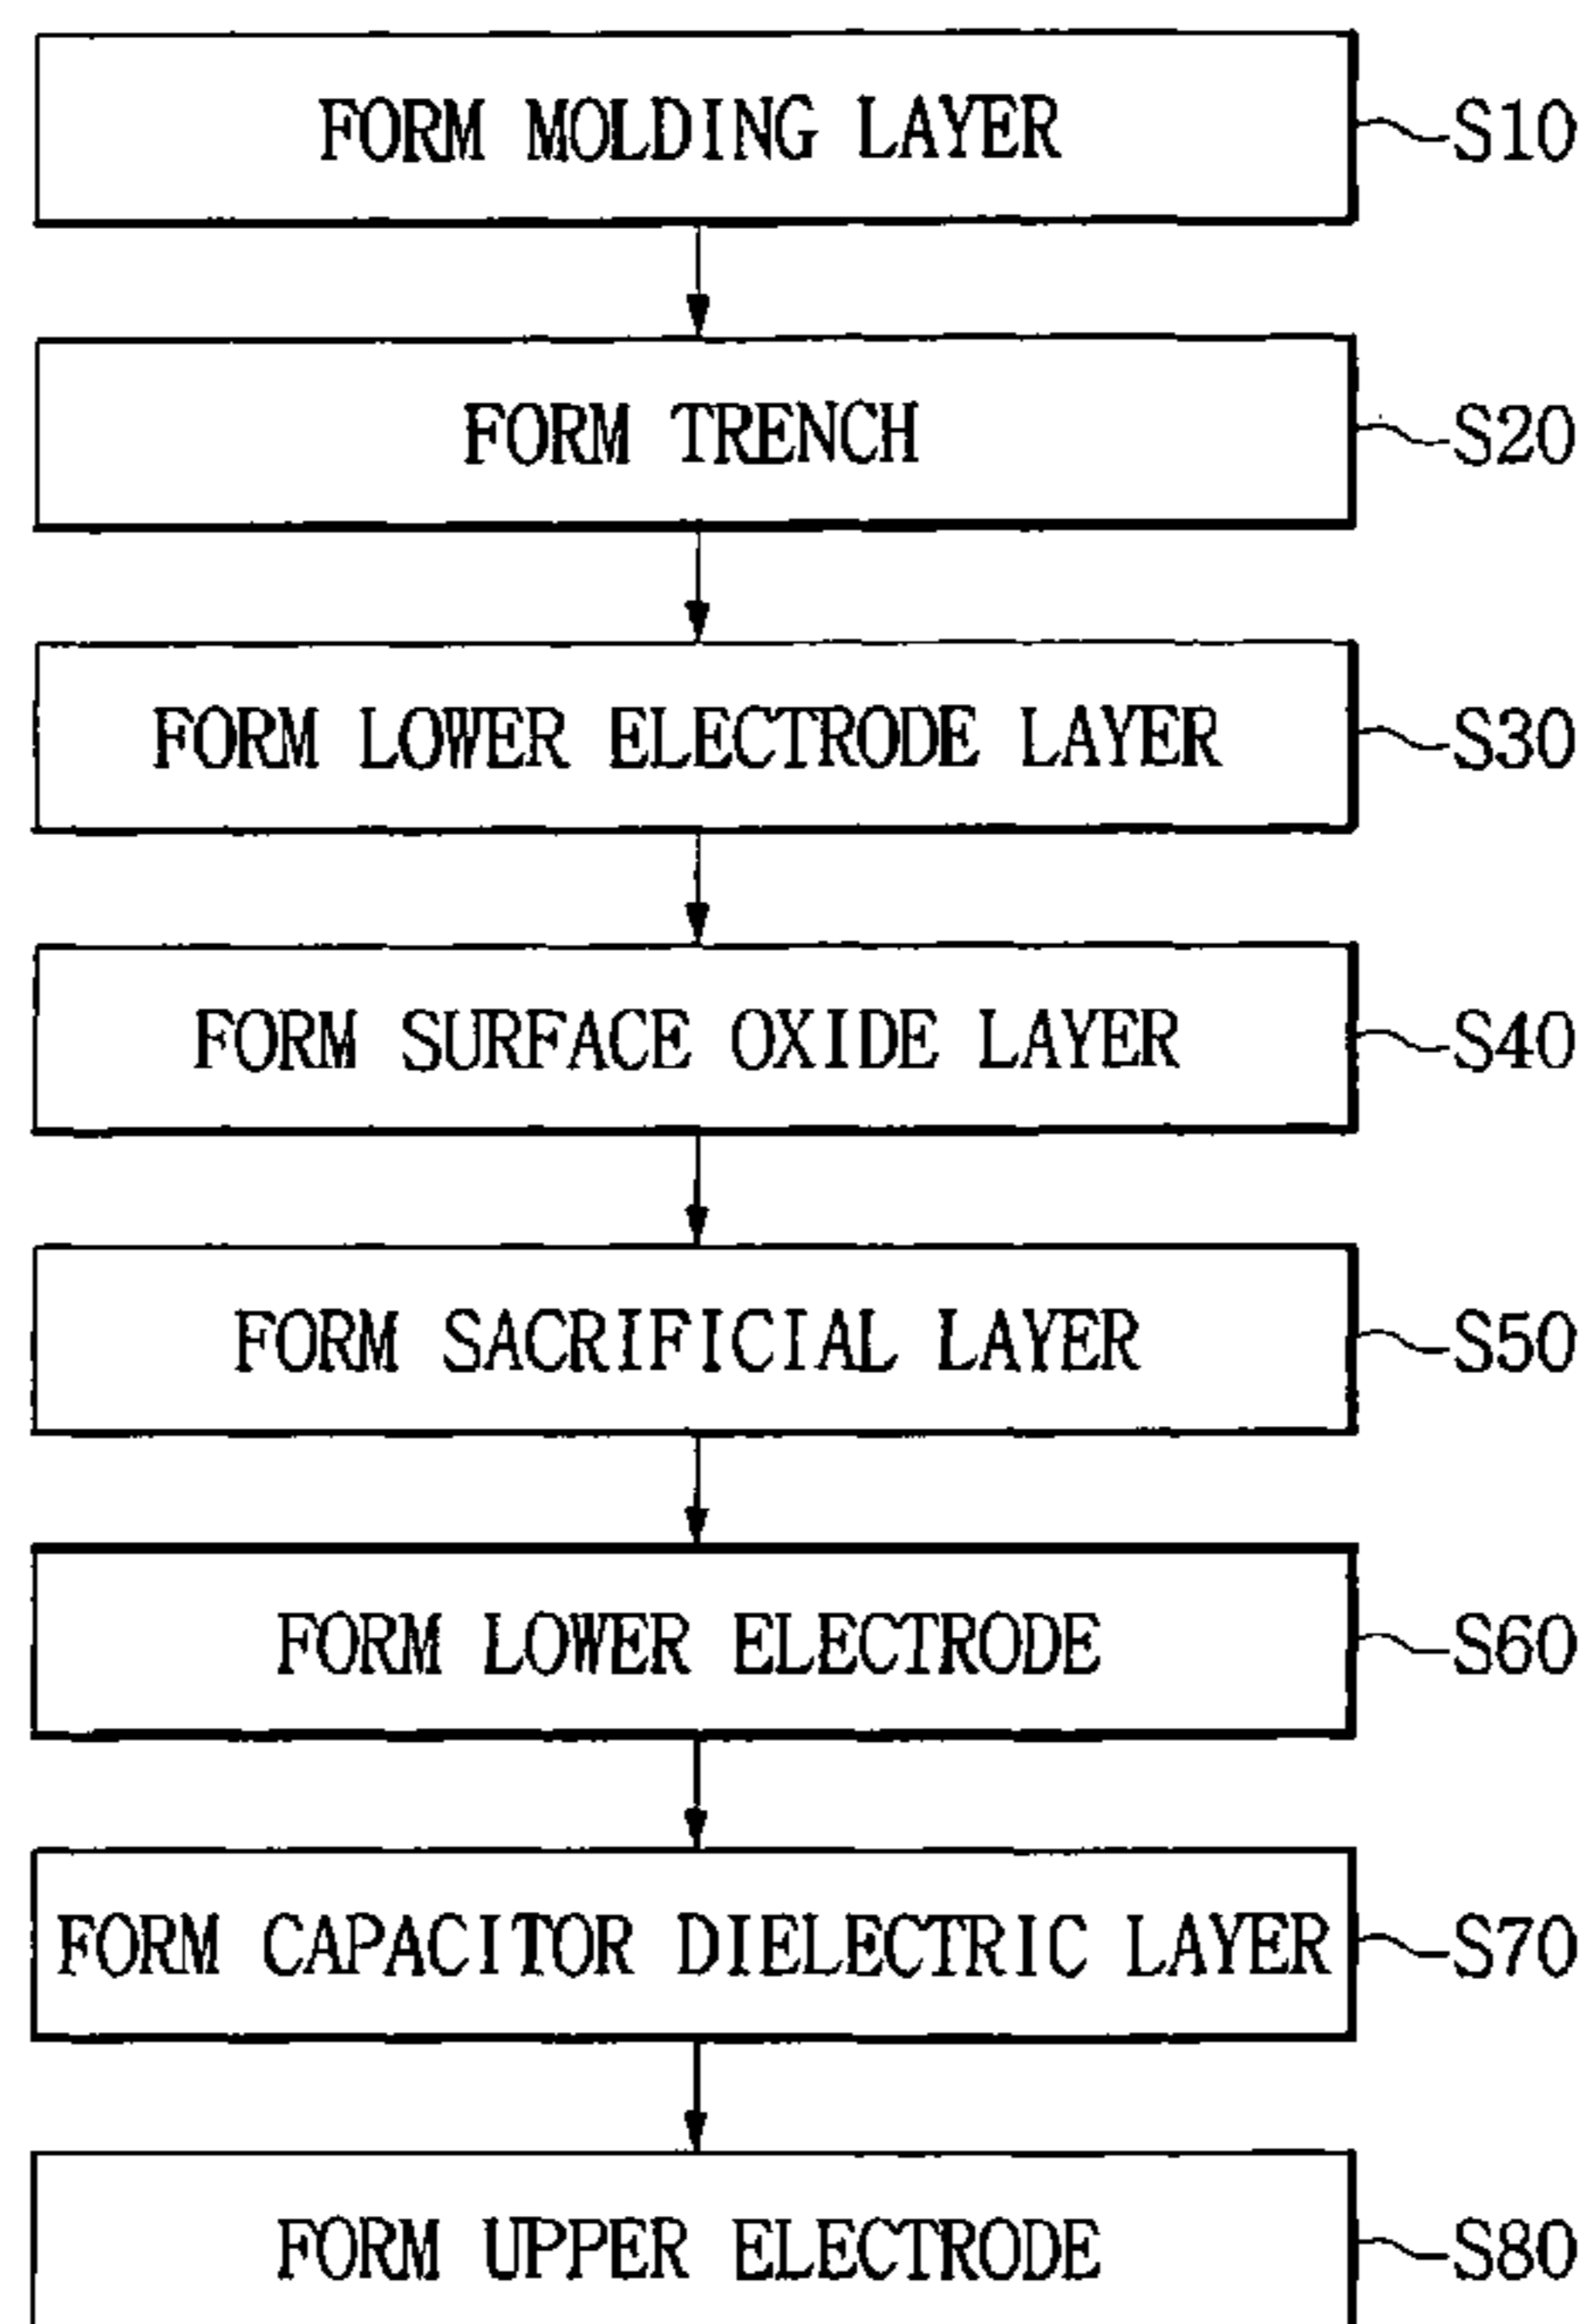 FORM MOLDING LAYER S10
FORM TRENCH S20
FORM LOWER ELECTRODE LAYER S30
FORM SURFACE OXIDE LAYER S40
FORM SACRIFICIAL LAYER S50
FORM LOWER ELECTRODE S60
FORM CAPACITOR DIELECTRIC LAYER S70
FORM UPPER ELECTRODE S80